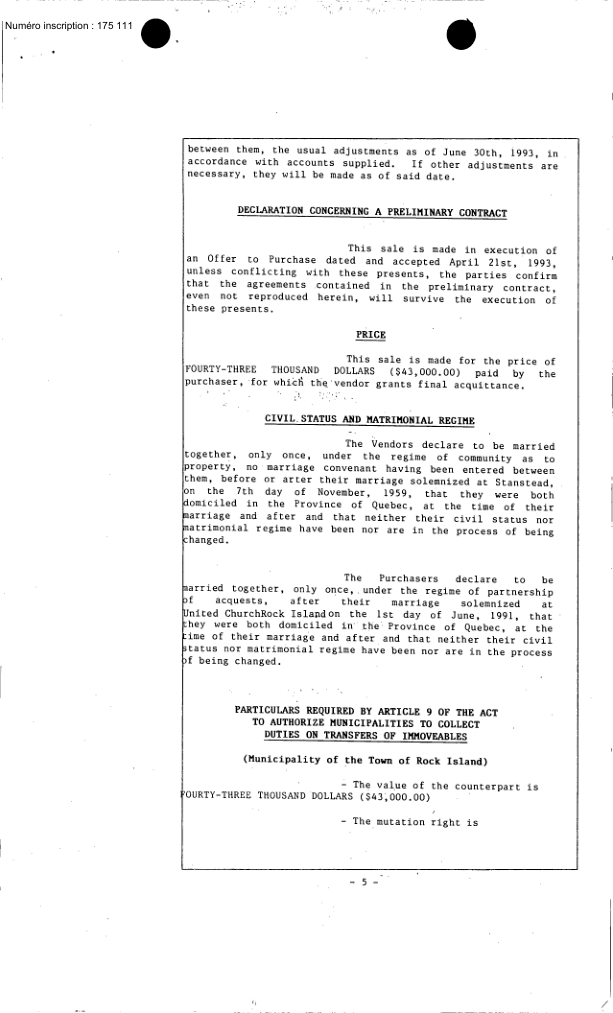 Numéro inscription : 175 111
between them, the usual adjustments as of June 30th, 1993, in
accordance with accounts supplied. If other adjustments are
necessary, they will be made as of said date.
DECLARATION CONCERNING A PRELIMINARY CONTRACT
This sale is made in execution of
an Offer to Purchase dated and accepted April 21st, 1993,
unless conflicting with these presents, the parties confirm
that the agreements contained in the preliminary contract,
even not reproduced herein, will survive the execution of
these presents.
PRICE
This sale is made for the price of
FOURTY-THREE THOUSAND DOLLARS ($43,000.00) paid by the
purchaser, for which the vendor grants final acquittance.
CIVIL STATUS AND MATRIMONIAL REGIME
The Vendors declare to be married
together, only once, under the regime of community as to
property, no marriage convenant having been entered between
them, before or arter their marriage solemnized at Stanstead,
on the 7th day of November, 1959, that they were both
domiciled in the Province of Quebec, at the time of their
marriage and after and that neither their civil status nor
matrimonial regime have been nor are in the process of being
changed.
The Purchasers declare to be
married together, only once, under the regime of partnership
of acquests, after their marriage solemnized at
United ChurchRock Island on the 1st day of June, 1991, that
they were both domiciled in the Province of Quebec, at the
time of their marriage and after and that neither their civil
status nor matrimonial regime have been nor are in the process
of being changed.
PARTICULARS REQUIRED BY ARTICLE 9 OF THE ACT
TO AUTHORIZE MUNICIPALITIES TO COLLECT
DUTIES ON TRANSFERS OF IMMOVEABLES
(Municipality of the Town of Rock Island)
- The value of the counterpart is
FOURTY-THREE THOUSAND DOLLARS ($43,000.00)
- The mutation right is
- 5 -